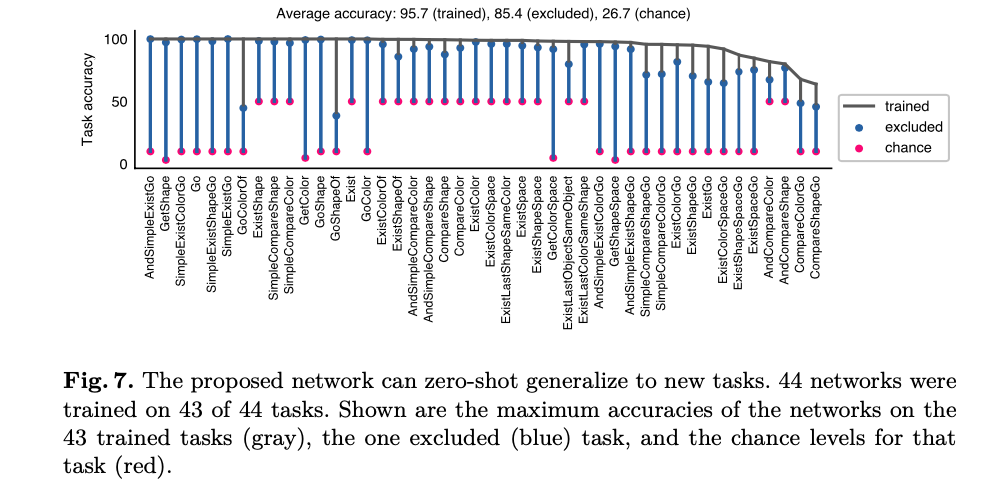 Average accuracy: 95.7 (trained), 85.4 (excluded), 26.7 (chance)
100
50
0
Task accuracy
trained
excluded
chance
AndSimpleExistGo
GetShape
SimpleExistColorGo
Go
SimpleExistShapeGo
SimpleExistGo
GoColorOf
ExistShape
SimpleCompareShape
SimpleCompareColor
GetColor
GoShape
GoShapeOf
Exist
GoColor
ExistColorOf
ExistShapeOf
AndSimpleCompareColor
AndSimpleCompareShape
CompareShape
CompareColor
ExistColor
ExistColorSpace
ExistLastShapeSameColor
ExistSpace
ExistShapeSpace
GetColorSpace
ExistLastObjectSameObject
ExistLastColorSameShape
AndSimpleExistColorGo
GetShapeSpace
AndSimpleExistShapeGo
SimpleCompareShapeGo
SimpleCompareColorGo
ExistColorGo
ExistShapeGo
ExistGo
ExistColorSpaceGo
ExistShapeSpaceGo
ExistSpaceGo
AndCompareColor
AndCompareShape
CompareColorGo
CompareShapeGo
Fig. 7. The proposed network can zero-shot generalize to new tasks. 44 networks were
trained on 43 of 44 tasks. Shown are the maximum accuracies of the networks on the
43 trained tasks (gray), the one excluded (blue) task, and the chance levels for that
task (red).